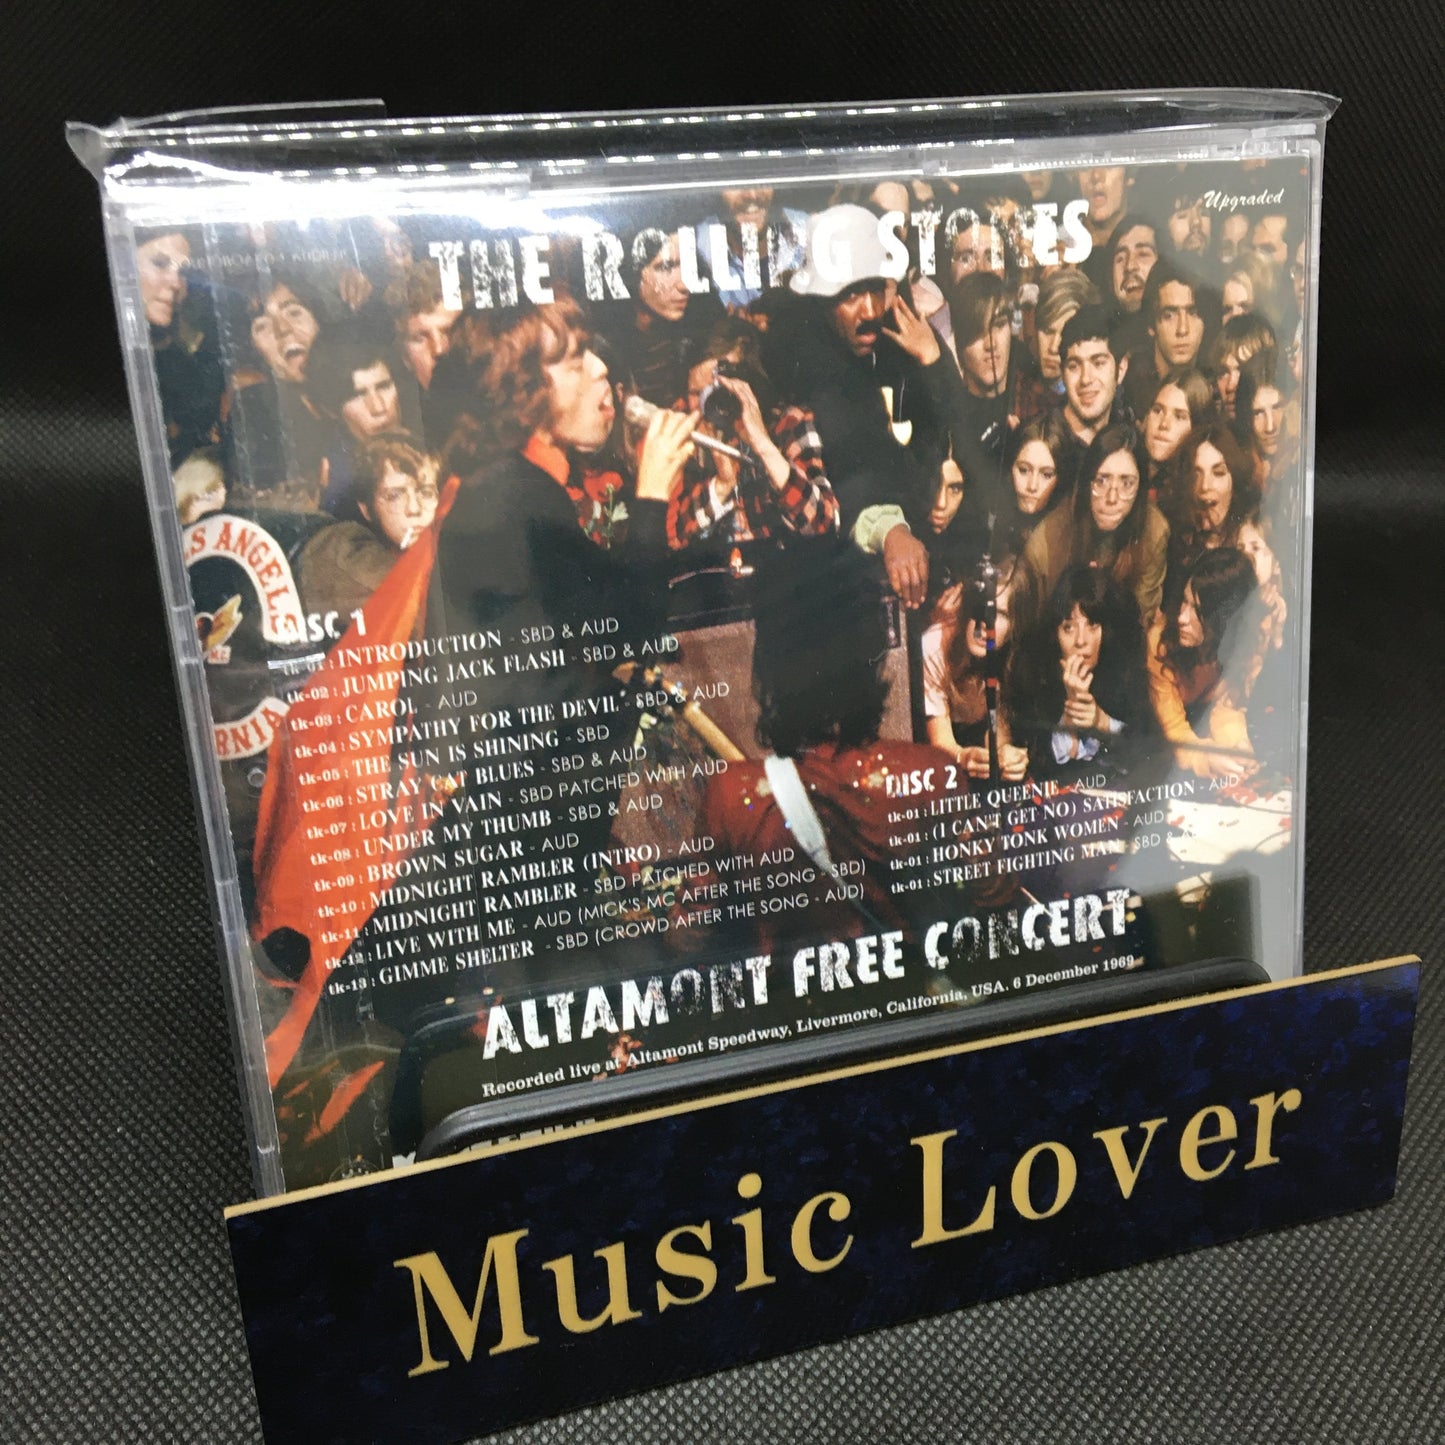 Upgraded
THE ROLLING STONES
LS ANGELS
RNIA
DISC 1
tk-01 : INTRODUCTION - SBD & AUD
tk-02 : JUMPING JACK FLASH - SBD & AUD
tk-03 : CAROL - AUD
tk-04 : SYMPATHY FOR THE DEVIL - SBD & AUD
tk-05 : THE SUN IS SHINING - SBD
tk-06 : STRAY CAT BLUES - SBD & AUD
tk-07 : LOVE IN VAIN - SBD PATCHED WITH AUD
tk-08 : UNDER MY THUMB - SBD & AUD
tk-09 : BROWN SUGAR - AUD
tk-10 : MIDNIGHT RAMBLER (INTRO) - AUD
tk-11 : MIDNIGHT RAMBLER - SBD PATCHED WITH AUD
tk-12 : LIVE WITH ME - AUD (MICK'S MC AFTER THE SONG - SBD)
tk-13 : GIMME SHELTER - SBD (CROWD AFTER THE SONG - AUD)
DISC 2
tk-01 : LITTLE QUEENIE - AUD
tk-01 : (I CAN'T GET NO) SATISFACTION - AUD
tk-01 : HONKY TONK WOMEN - AUD
tk-01 : STREET FIGHTING MAN - SBD & AUD
ALTAMONT FREE CONCERT
Recorded live at Altamont Speedway, Livermore, California, USA. 6 December 1969
Music Lover